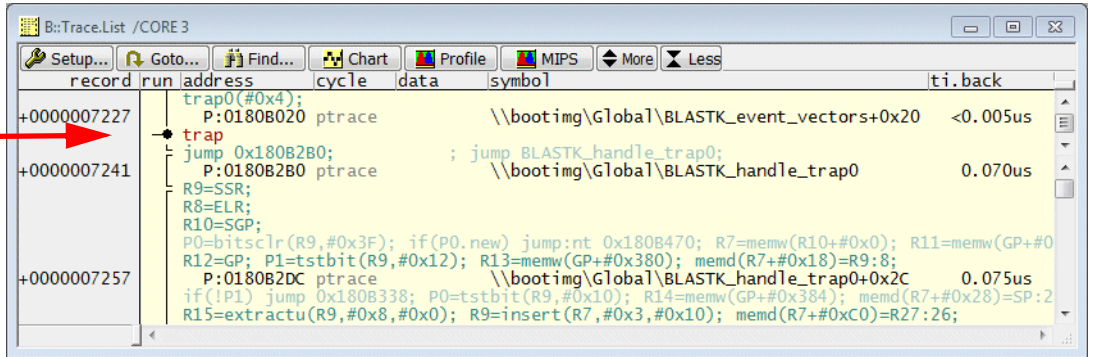 B::Trace.List /CORE 3
Setup... Goto... Find... Chart Profile MIPS More Less
record run address cycle data symbol ti.back
trap0(#0x4);
+0000007227 P:0180B020 ptrace \\bootimg\Global\BLASTK_event_vectors+0x20 <0.005us
trap
jump 0x180B2B0; ; jump BLASTK_handle_trap0;
+0000007241 P:0180B2B0 ptrace \\bootimg\Global\BLASTK_handle_trap0 0.070us
R9=SSR;
R8=ELR;
R10=SGP;
P0=bitsclr(R9,#0x3F); if(P0.new) jump:nt 0x180B470; R7=memw(R10+#0x0); R11=memw(GP+#0
R12=GP; P1=tstbit(R9,#0x12); R13=memw(GP+#0x380); memd(R7+#0x18)=R9:8;
+0000007257 P:0180B2DC ptrace \\bootimg\Global\BLASTK_handle_trap0+0x2C 0.075us
if(!P1) jump 0x180B338; P0=tstbit(R9,#0x10); R14=memw(GP+#0x384); memd(R7+#0x28)=SP:2
R15=extractu(R9,#0x8,#0x0); R9=insert(R7,#0x3,#0x10); memd(R7+#0xC0)=R27:26;